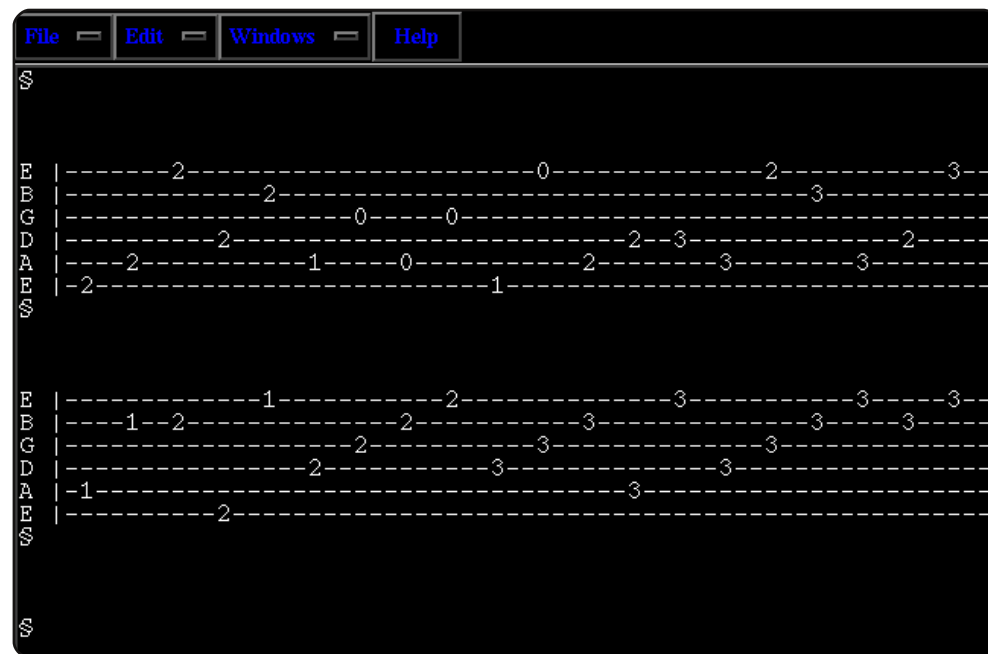 File Edit Windows Help
§
E |-------2-----------------------0--------------2-----------3--
B |-------------2-----------------------------------3-----------
G |-------------------0-----0-----------------------------------
D |----------2--------------------------2--3--------------2-----
A |----2-----------1-----0-----------2--------3--------3--------
E |-2--------------------------1--------------------------------
§
E |-------------1-----------2--------------3-----------3-----3--
B |----1--2--------------2-----------3--------------3-----3-----
G |-------------------2-----------3--------------3--------------
D |----------------2-----------3--------------3-----------------
A |-1-----------------------------------3-----------------------
E |----------2--------------------------------------------------
§
§